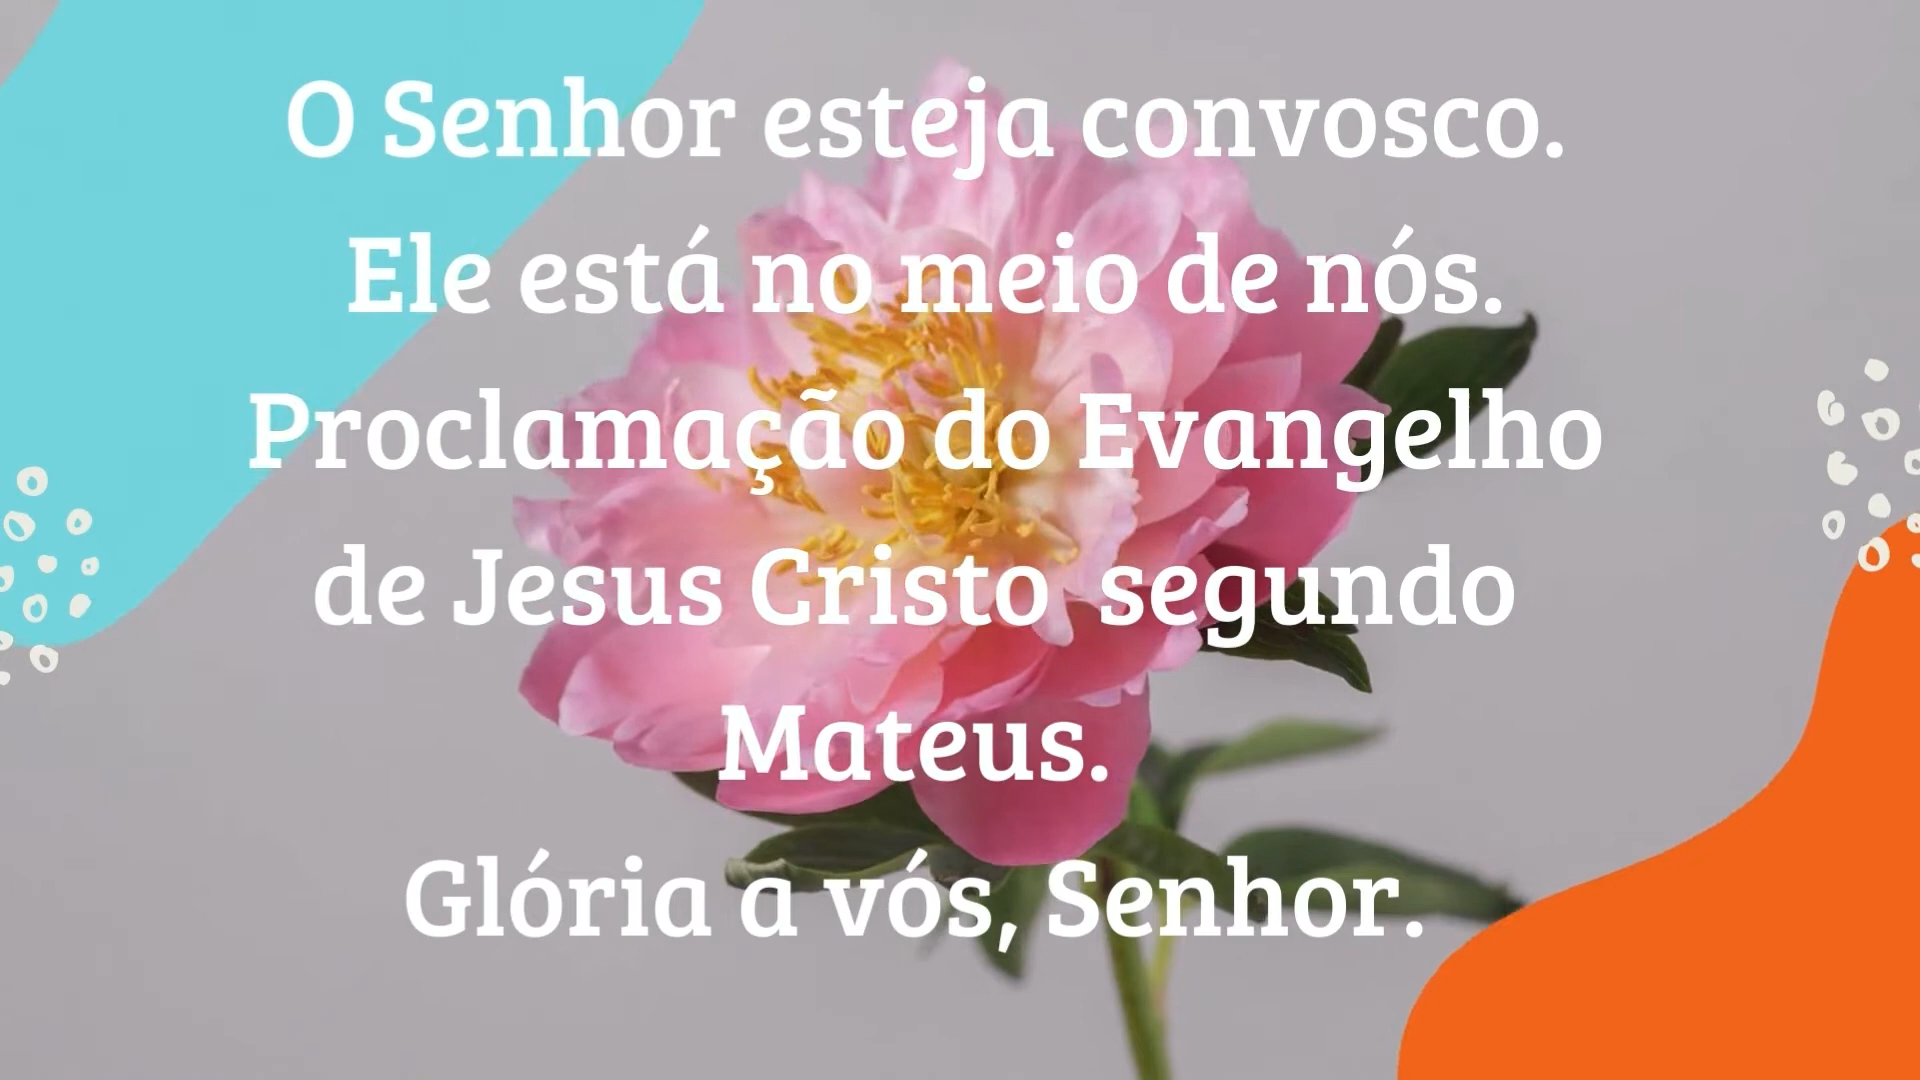 O Senhor esteja convosco.
Ele está no meio de nós.
Proclamação do Evangelho
de Jesus Cristo segundo
Mateus.
Glória a vós, Senhor.